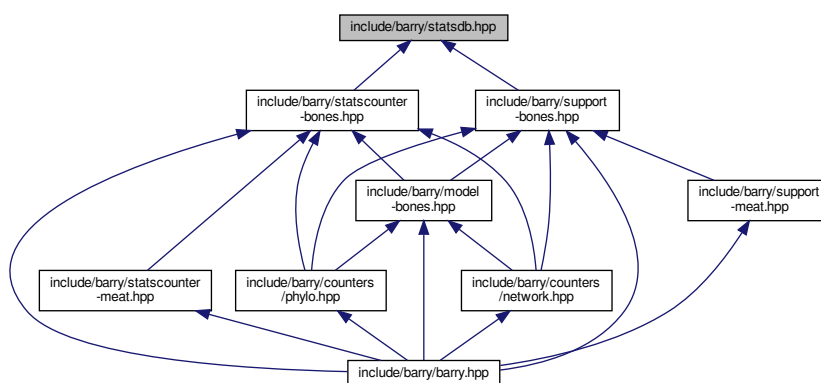 include/barry/statsdb.hpp
include/barry/statscounter
-bones.hpp
include/barry/support
-bones.hpp
include/barry/model
-bones.hpp
include/barry/support
-meat.hpp
include/barry/statscounter
-meat.hpp
include/barry/counters
/phylo.hpp
include/barry/counters
/network.hpp
include/barry/barry.hpp